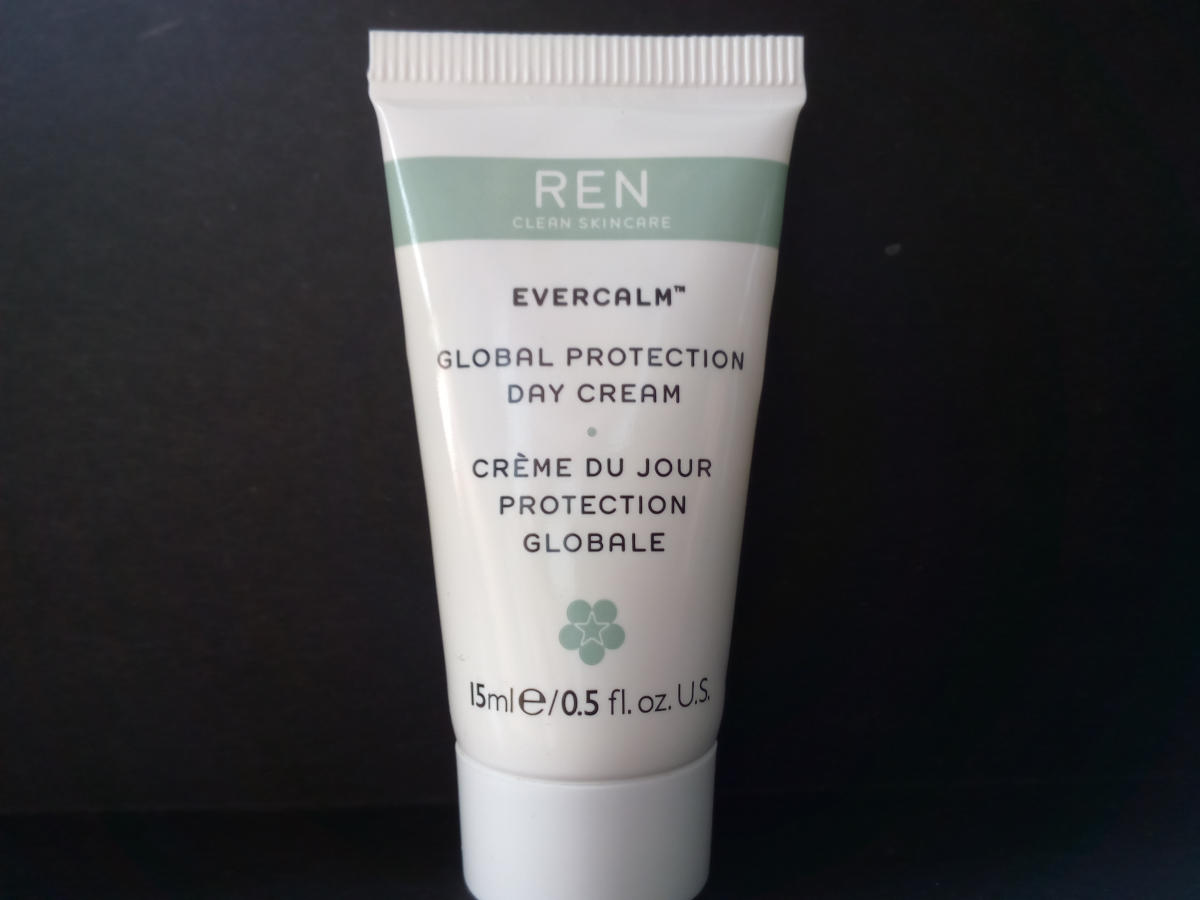 REN
CLEAN SKINCARE
EVERCALM™
GLOBAL PROTECTION
DAY CREAM
•
CRÈME DU JOUR
PROTECTION
GLOBALE
15ml℮/0.5 fl. oz. U.S.